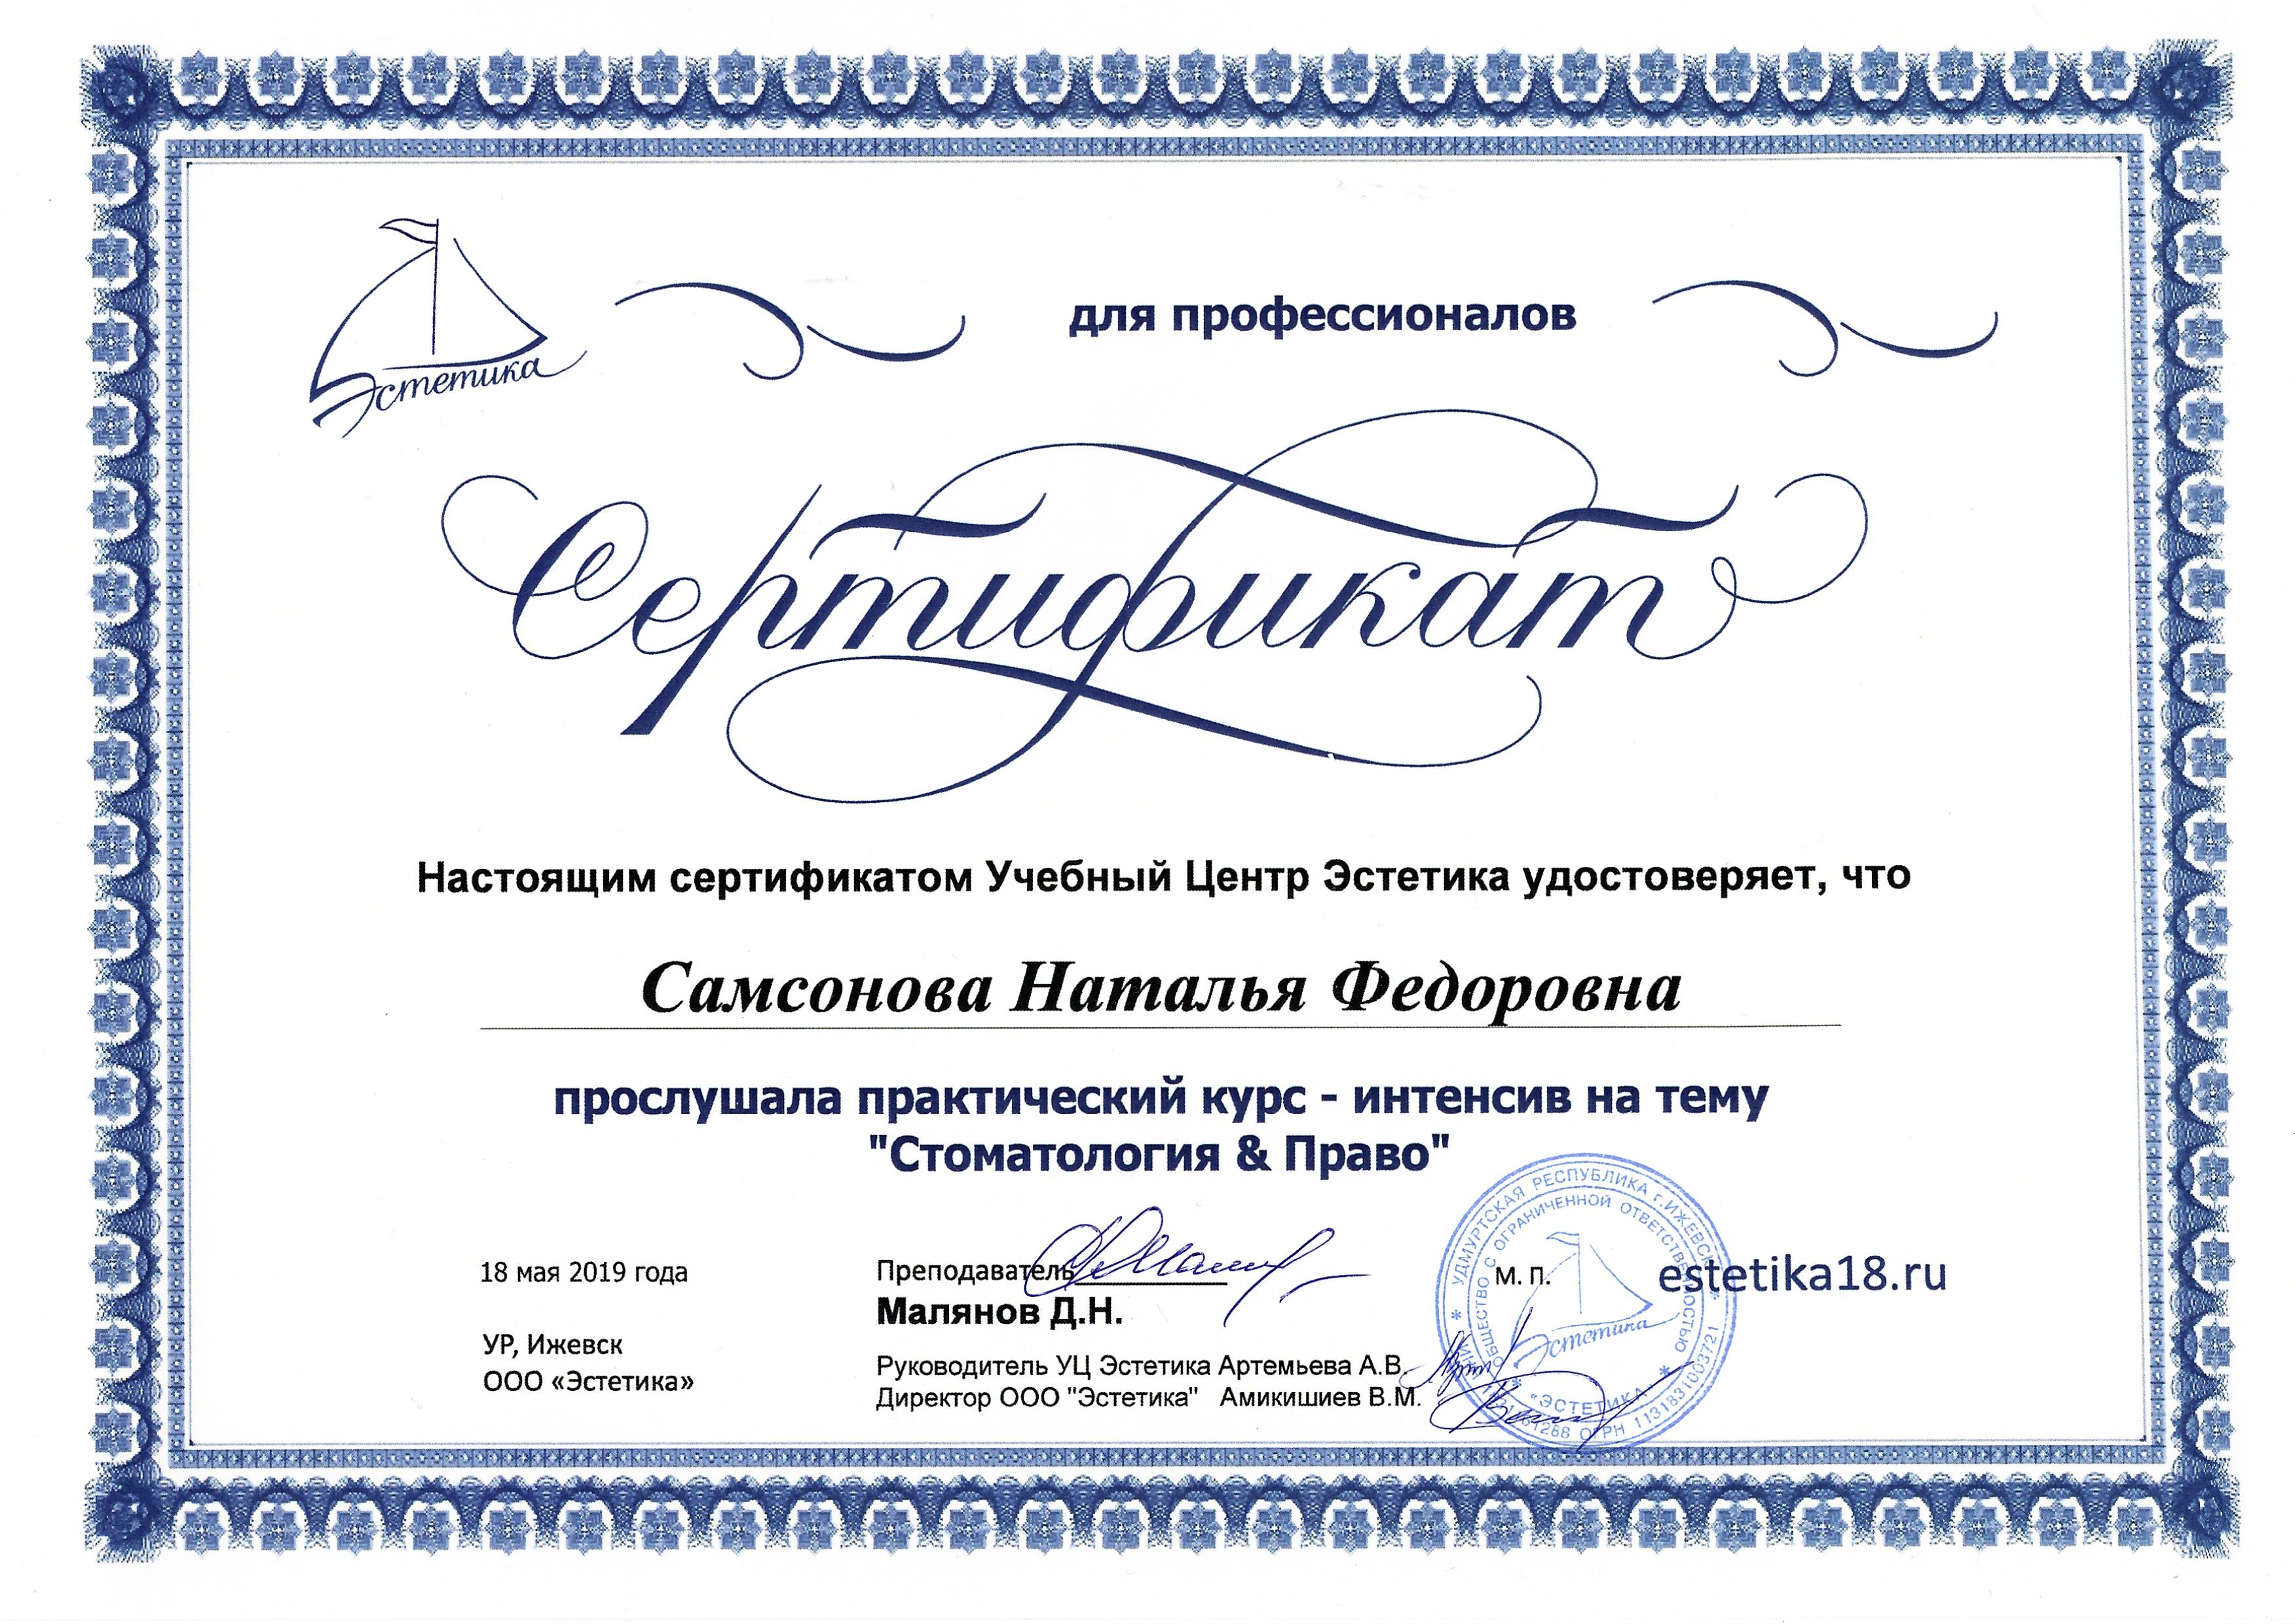 Эстетика
для профессионалов
Сертификат
Настоящим сертификатом Учебный Центр Эстетика удостоверяет, что
Самсонова Наталья Федоровна
прослушала практический курс - интенсив на тему
"Стоматология & Право"
18 мая 2019 года
Преподаватель
Малянов Д.Н.
УР, Ижевск
ООО «Эстетика»
Руководитель УЦ Эстетика Артемьева А.В.
Директор ООО "Эстетика" Амикишиев В.М.
М. П.
estetika18.ru
УДМУРТСКАЯ РЕСПУБЛИКА г.ИЖЕВСК
ОГРН 1131831003721
ОБЩЕСТВО С ОГРАНИЧЕННОЙ ОТВЕТСТВЕННОСТЬЮ
«ЭСТЕТИКА»
Эстетика